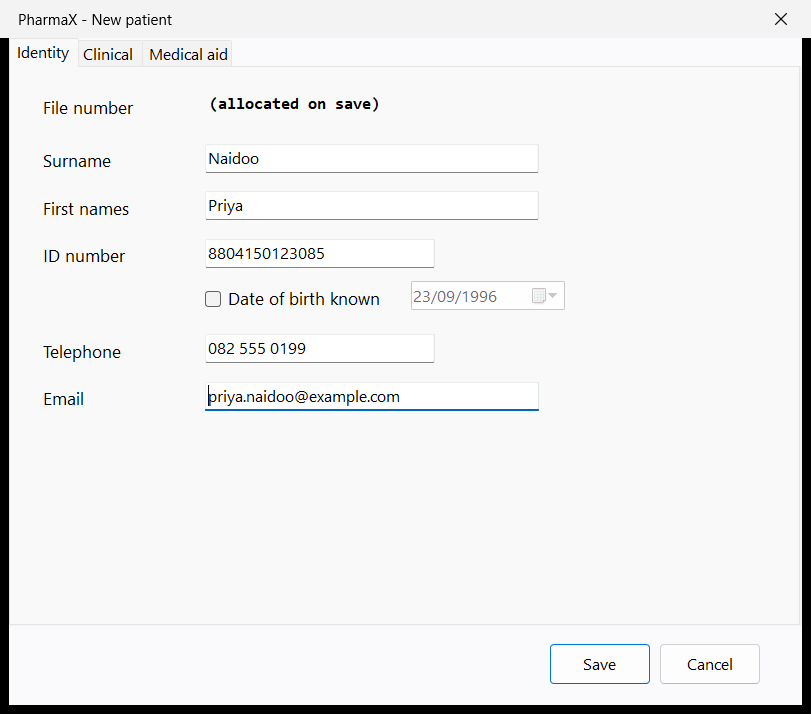 PharmaX - New patient
Identity Clinical Medical aid
File number (allocated on save)
Surname Naidoo
First names Priya
ID number 8804150123085
Date of birth known 23/09/1996
Telephone 082 555 0199
Email priya.naidoo@example.com
Save Cancel